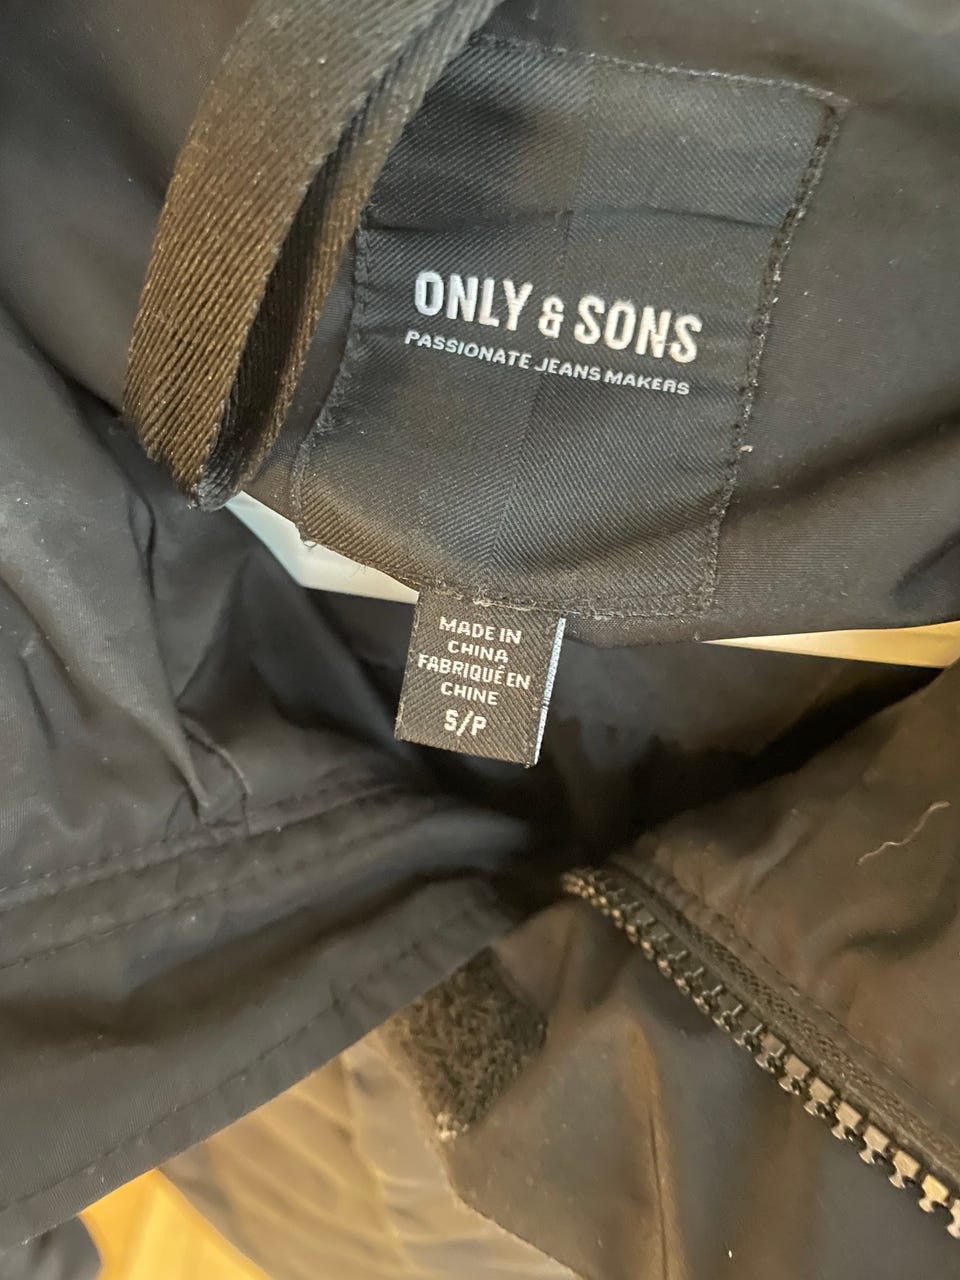 ONLY & SONS
PASSIONATE JEANS MAKERS
MADE IN
CHINA
FABRIQUÉ EN
CHINE
S/P